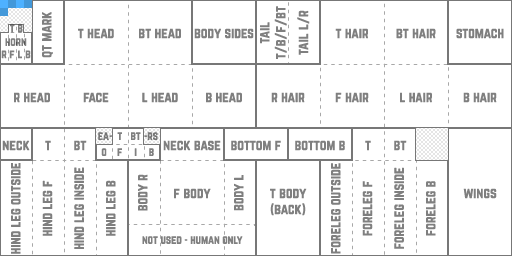 T B
HORN
R F L B
QT MARK
T HEAD
BT HEAD
BODY SIDES
TAIL
T/B/F/BT
TAIL L/R
T HAIR
BT HAIR
STOMACH
R HEAD
FACE
L HEAD
B HEAD
R HAIR
F HAIR
L HAIR
B HAIR
NECK
T
BT
EA- T BT -RS
O F I B
NECK BASE
BOTTOM F
BOTTOM B
T
BT
HIND LEG OUTSIDE
HIND LEG F
HIND LEG INSIDE
HIND LEG B
BODY R
F BODY
BODY L
NOT USED - HUMAN ONLY
T BODY
(BACK)
FORELEG OUTSIDE
FORELEG F
FORELEG INSIDE
FORELEG B
WINGS